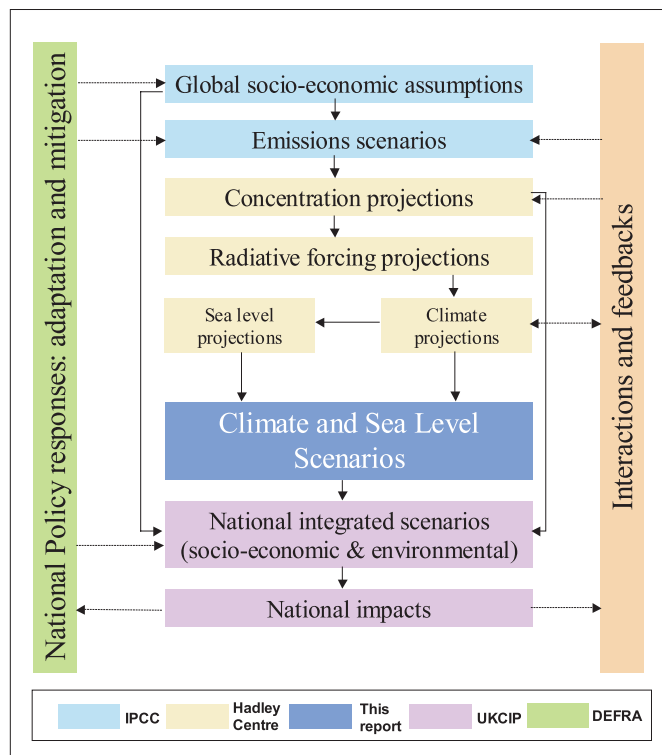 National Policy responses: adaptation and mitigation
Global socio-economic assumptions
Emissions scenarios
Concentration projections
Radiative forcing projections
Sea level
projections
Climate
projections
Climate and Sea Level
Scenarios
National integrated scenarios
(socio-economic & environmental)
National impacts
Interactions and feedbacks
IPCC
Hadley
Centre
This
report
UKCIP
DEFRA